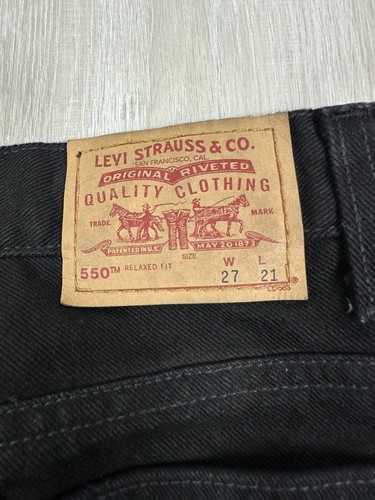 LEVI STRAUSS & CO.
SAN FRANCISCO, CAL.
ORIGINAL RIVETED
QUALITY CLOTHING
TRADE MARK
PATENTED IN U.S. MAY 20 1873
SIZE
W L
550™ RELAXED FIT 27 21
®